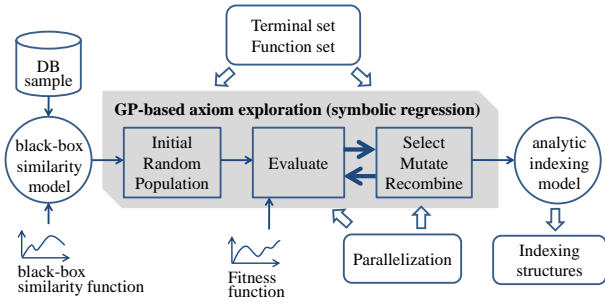 Terminal set
Function set
DB
sample
GP-based axiom exploration (symbolic regression)
black-box
similarity
model
Initial
Random
Population
Evaluate
Select
Mutate
Recombine
analytic
indexing
model
black-box
similarity function
Fitness
function
Parallelization
Indexing
structures